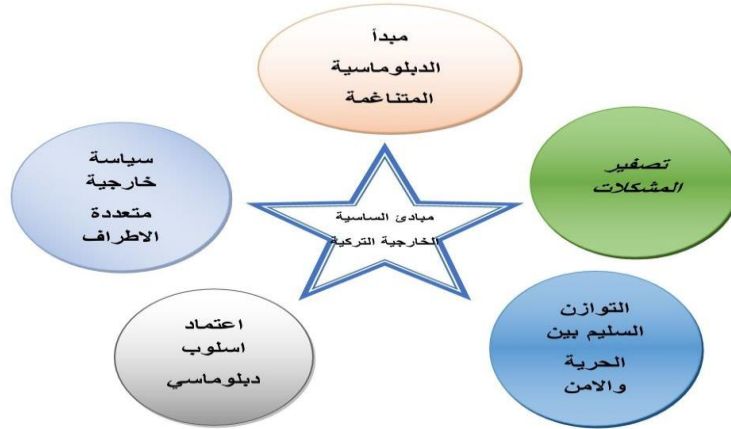 مبدأ
الدبلوماسية
المتناغمة
تصفير
المشكلات
سياسة
خارجية
متعددة
الاطراف
مبادئ الساسية
الخارجية التركية
التوازن
السليم بين
الحرية
والامن
اعتماد
اسلوب
دبلوماسي